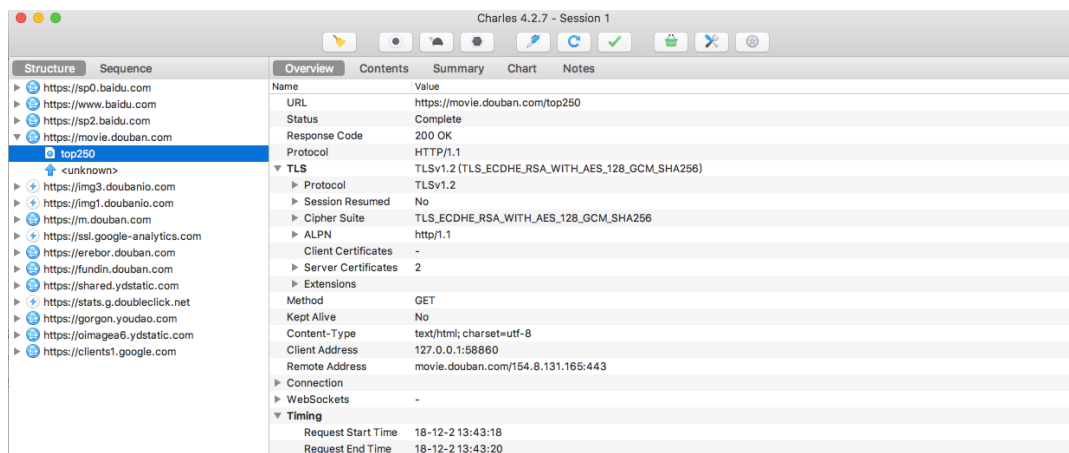 Charles 4.2.7 - Session 1
Structure Sequence
https://sp0.baidu.com
https://www.baidu.com
https://sp2.baidu.com
https://movie.douban.com
top250
<unknown>
https://img3.doubanio.com
https://img1.doubanio.com
https://m.douban.com
https://ssl.google-analytics.com
https://erebor.douban.com
https://fundin.douban.com
https://shared.ydstatic.com
https://stats.g.doubleclick.net
https://gorgon.youdao.com
https://oimagea6.ydstatic.com
https://clients1.google.com
Overview Contents Summary Chart Notes
Name Value
URL https://movie.douban.com/top250
Status Complete
Response Code 200 OK
Protocol HTTP/1.1
TLS TLSv1.2 (TLS_ECDHE_RSA_WITH_AES_128_GCM_SHA256)
Protocol TLSv1.2
Session Resumed No
Cipher Suite TLS_ECDHE_RSA_WITH_AES_128_GCM_SHA256
ALPN http/1.1
Client Certificates -
Server Certificates 2
Extensions
Method GET
Kept Alive No
Content-Type text/html; charset=utf-8
Client Address 127.0.0.1:58860
Remote Address movie.douban.com/154.8.131.165:443
Connection
WebSockets -
Timing
Request Start Time 18-12-2 13:43:18
Request End Time 18-12-2 13:43:20